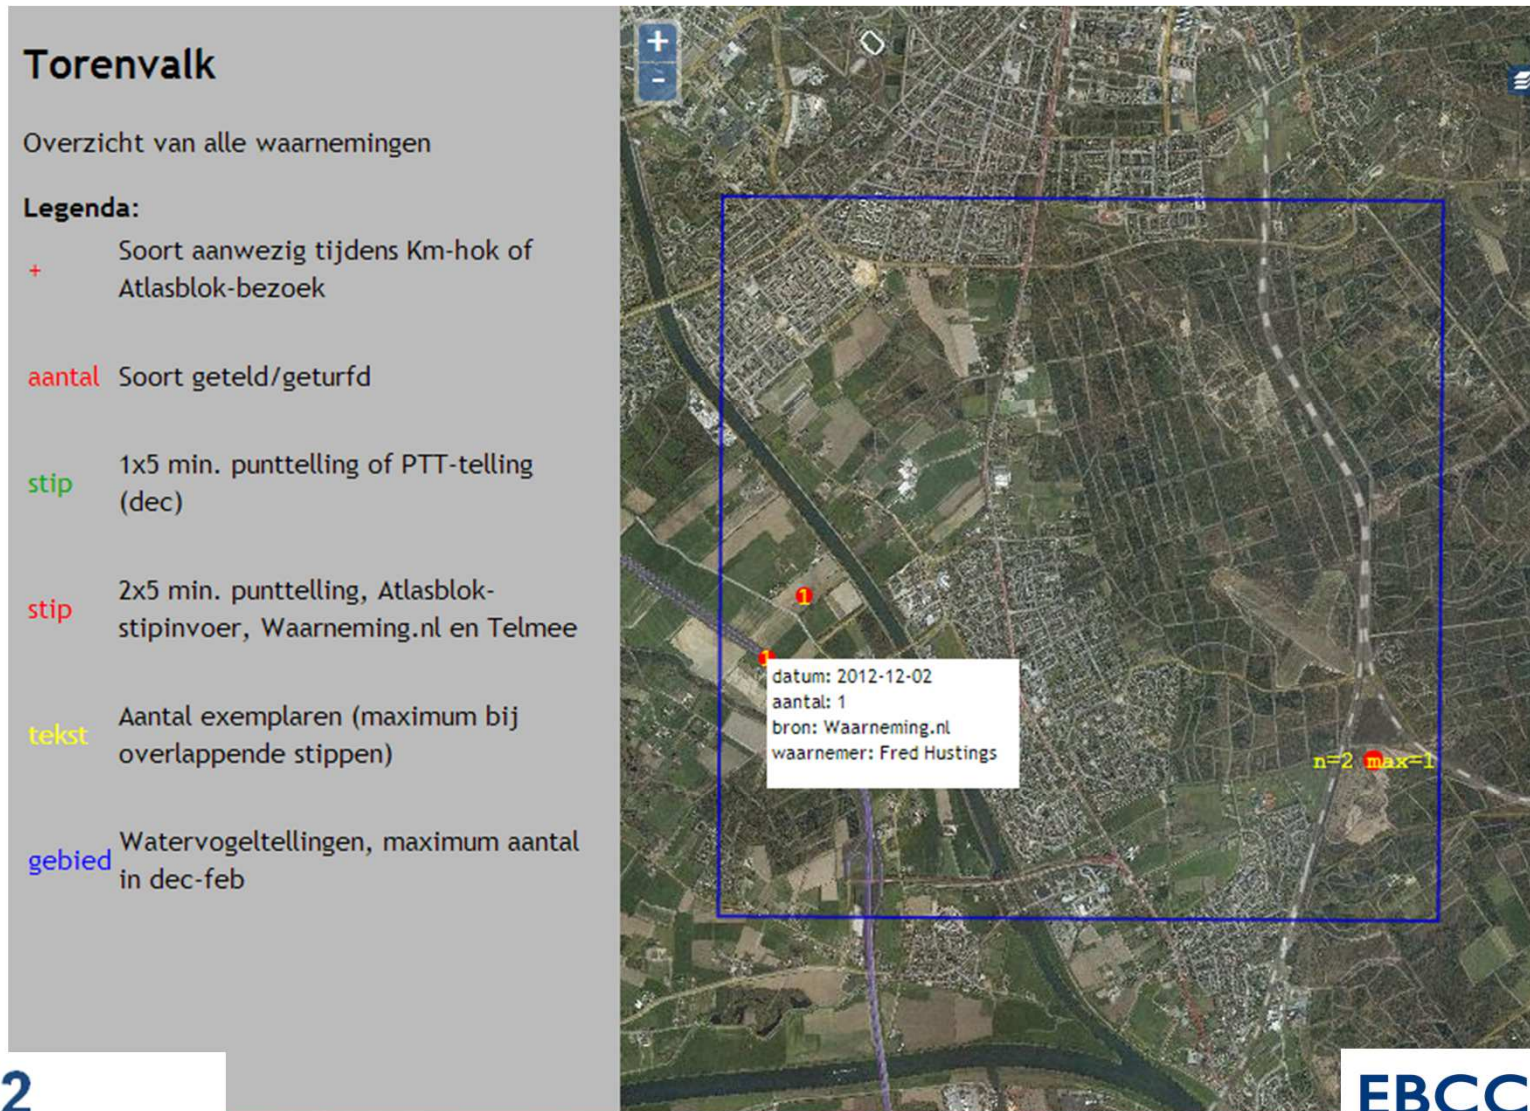 Torenvalk
Overzicht van alle waarnemingen
Legenda:
+ Soort aanwezig tijdens Km-hok of
Atlasblok-bezoek
aantal Soort geteld/geturfd
stip 1x5 min. punttelling of PTT-telling
(dec)
stip 2x5 min. punttelling, Atlasblok-
stipinvoer, Waarneming.nl en Telmee
tekst Aantal exemplaren (maximum bij
overlappende stippen)
gebied Watervogeltellingen, maximum aantal
in dec-feb
+
-
1
1
datum: 2012-12-02
aantal: 1
bron: Waarneming.nl
waarnemer: Fred Hustings
n=2 max=1
2
EBCC